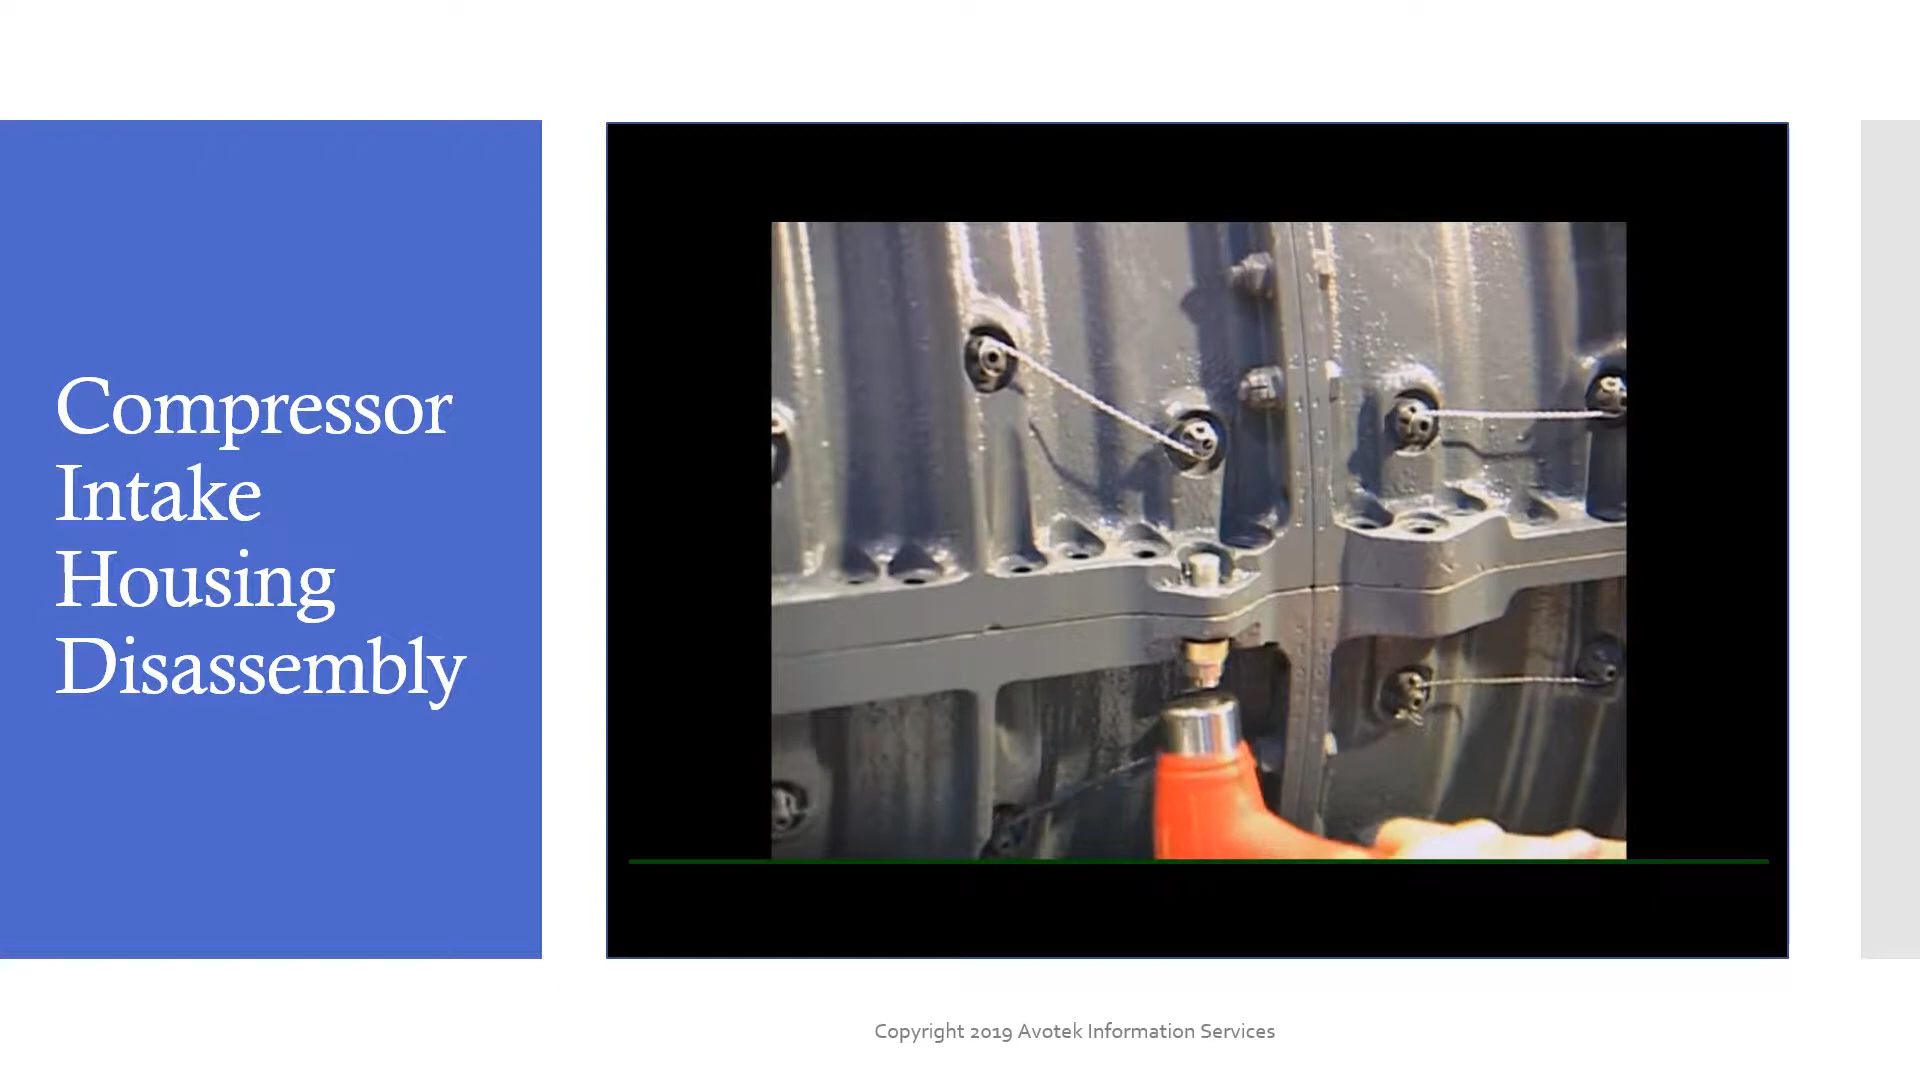 Compressor
Intake
Housing
Disassembly
Copyright 2019 Avotek Information Services